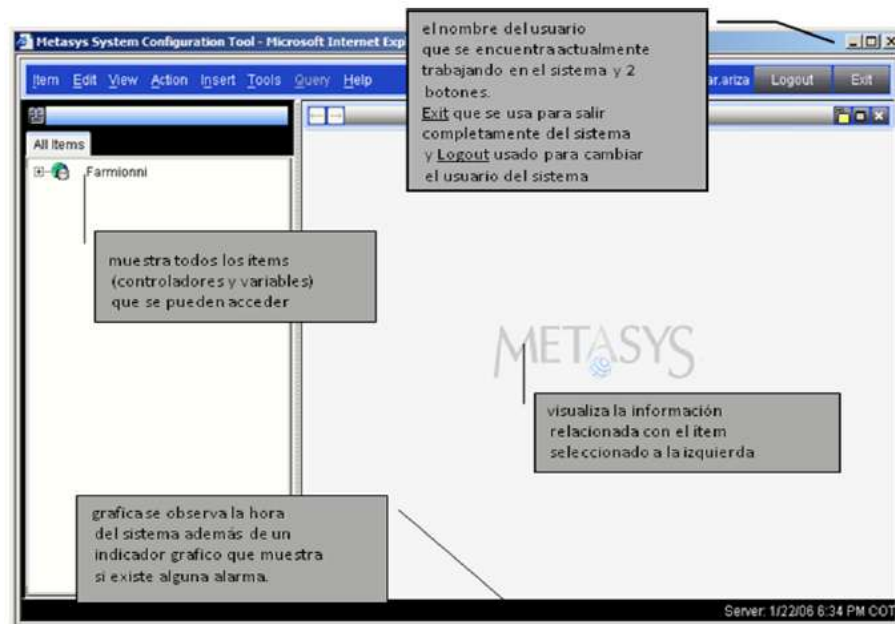 Metasys System Configuration Tool - Microsoft Internet Exp
Item Edit View Action Insert Tools Query Help
ar.ariza Logout Exit
el nombre del usuario
que se encuentra actualmente
trabajando en el sistema y 2
botones.
Exit que se usa para salir
completamente del sistema
y Logout usado para cambiar
el usuario del sistema
All Items
Farmionni
muestra todos los ítems
(controladores y variables)
que se pueden acceder
METASYS
visualiza la información
relacionada con el ítem
seleccionado a la izquierda
grafica se observa la hora
del sistema además de un
indicador grafico que muestra
si existe alguna alarma.
Server: 1/22/06 6:34 PM COT